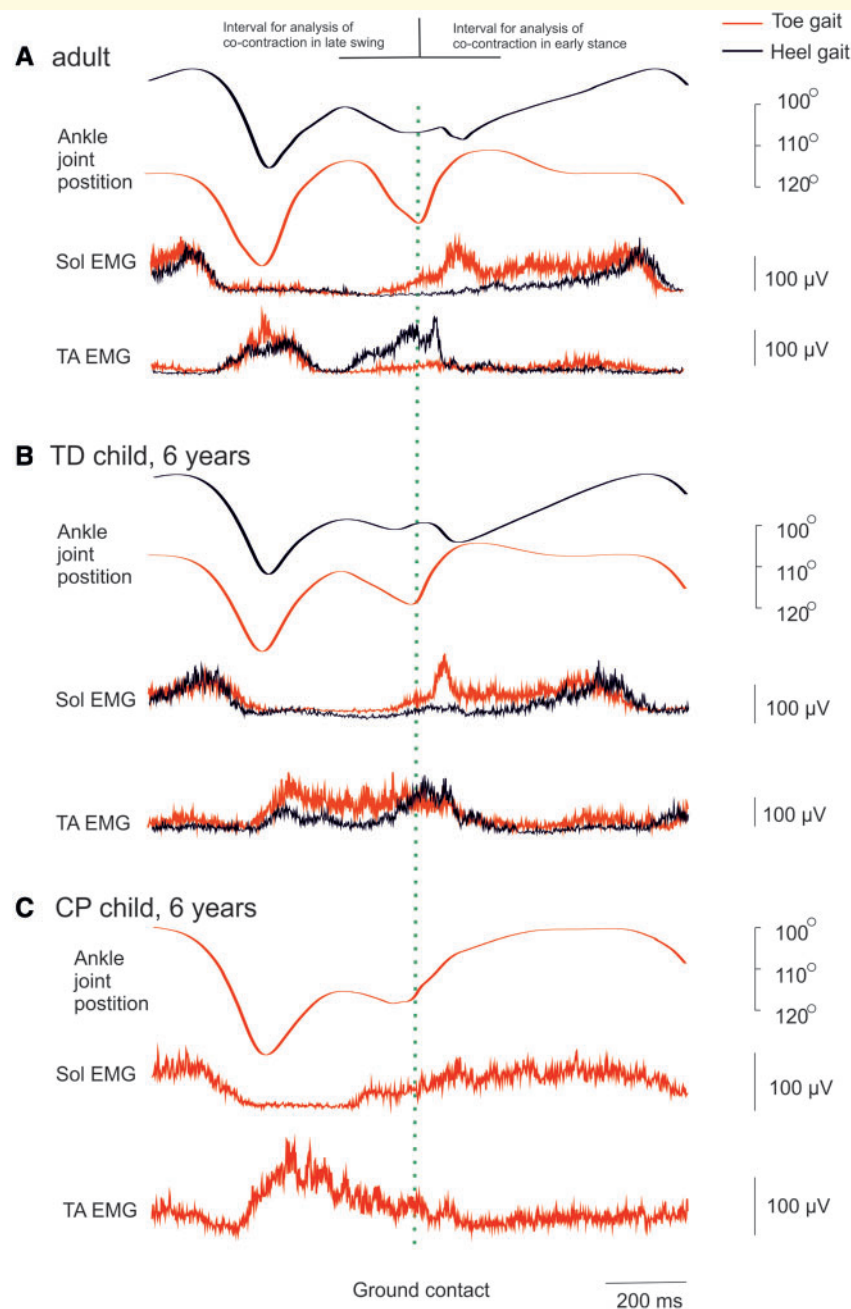 Interval for analysis of
co-contraction in late swing
Interval for analysis of
co-contraction in early stance
Toe gait
Heel gait
A adult
Ankle
joint
postition
100°
110°
120°
Sol EMG
100 µV
TA EMG
100 µV
B TD child, 6 years
Ankle
joint
postition
100°
110°
120°
Sol EMG
100 µV
TA EMG
100 µV
C CP child, 6 years
Ankle
joint
postition
100°
110°
120°
Sol EMG
100 µV
TA EMG
100 µV
Ground contact
200 ms